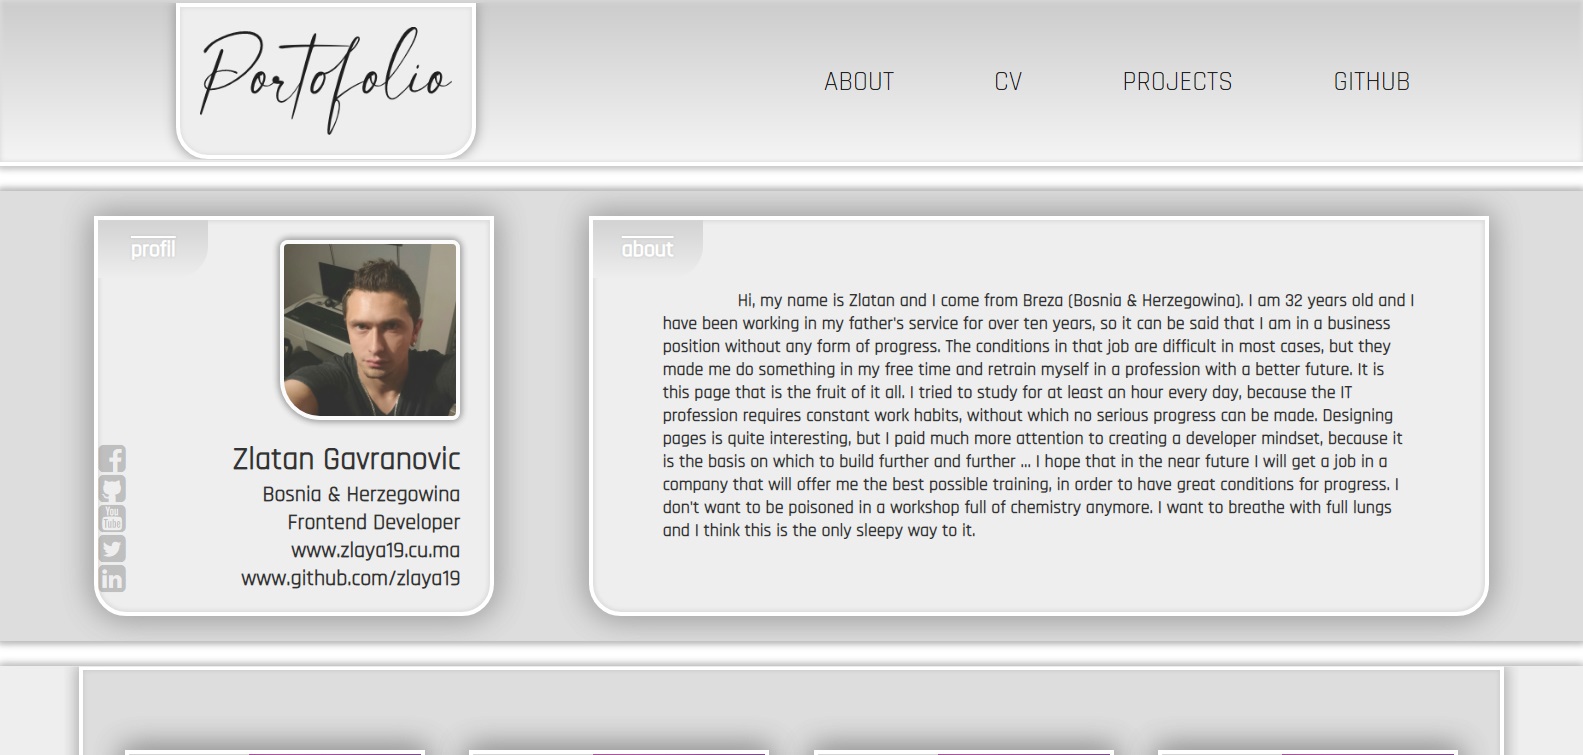 Portofolio
ABOUT
CV
PROJECTS
GITHUB
profil
Zlatan Gavranovic
Bosnia & Herzegowina
Frontend Developer
www.zlaya19.cu.ma
www.github.com/zlaya19
You
Tube
in
about
Hi, my name is Zlatan and I come from Breza (Bosnia & Herzegowina). I am 32 years old and I
have been working in my father's service for over ten years, so it can be said that I am in a business
position without any form of progress. The conditions in that job are difficult in most cases, but they
made me do something in my free time and retrain myself in a profession with a better future. It is
this page that is the fruit of it all. I tried to study for at least an hour every day, because the IT
profession requires constant work habits, without which no serious progress can be made. Designing
pages is quite interesting, but I paid much more attention to creating a developer mindset, because it
is the basis on which to build further and further ... I hope that in the near future I will get a job in a
company that will offer me the best possible training, in order to have great conditions for progress. I
don't want to be poisoned in a workshop full of chemistry anymore. I want to breathe with full lungs
and I think this is the only sleepy way to it.